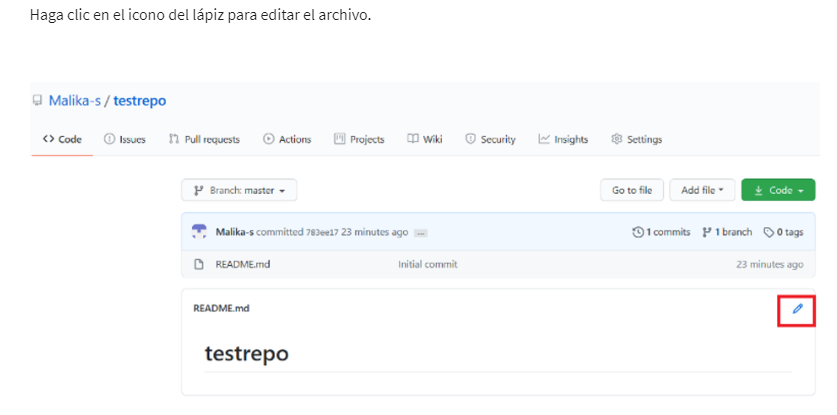 Haga clic en el icono del lápiz para editar el archivo.
Malika-s / testrepo
Code Issues Pull requests Actions Projects Wiki Security Insights Settings
Branch: master Go to file Add file Code
Malika-s committed 783ee17 23 minutes ago ... 1 commits 1 branch 0 tags
README.md Initial commit 23 minutes ago
README.md
testrepo